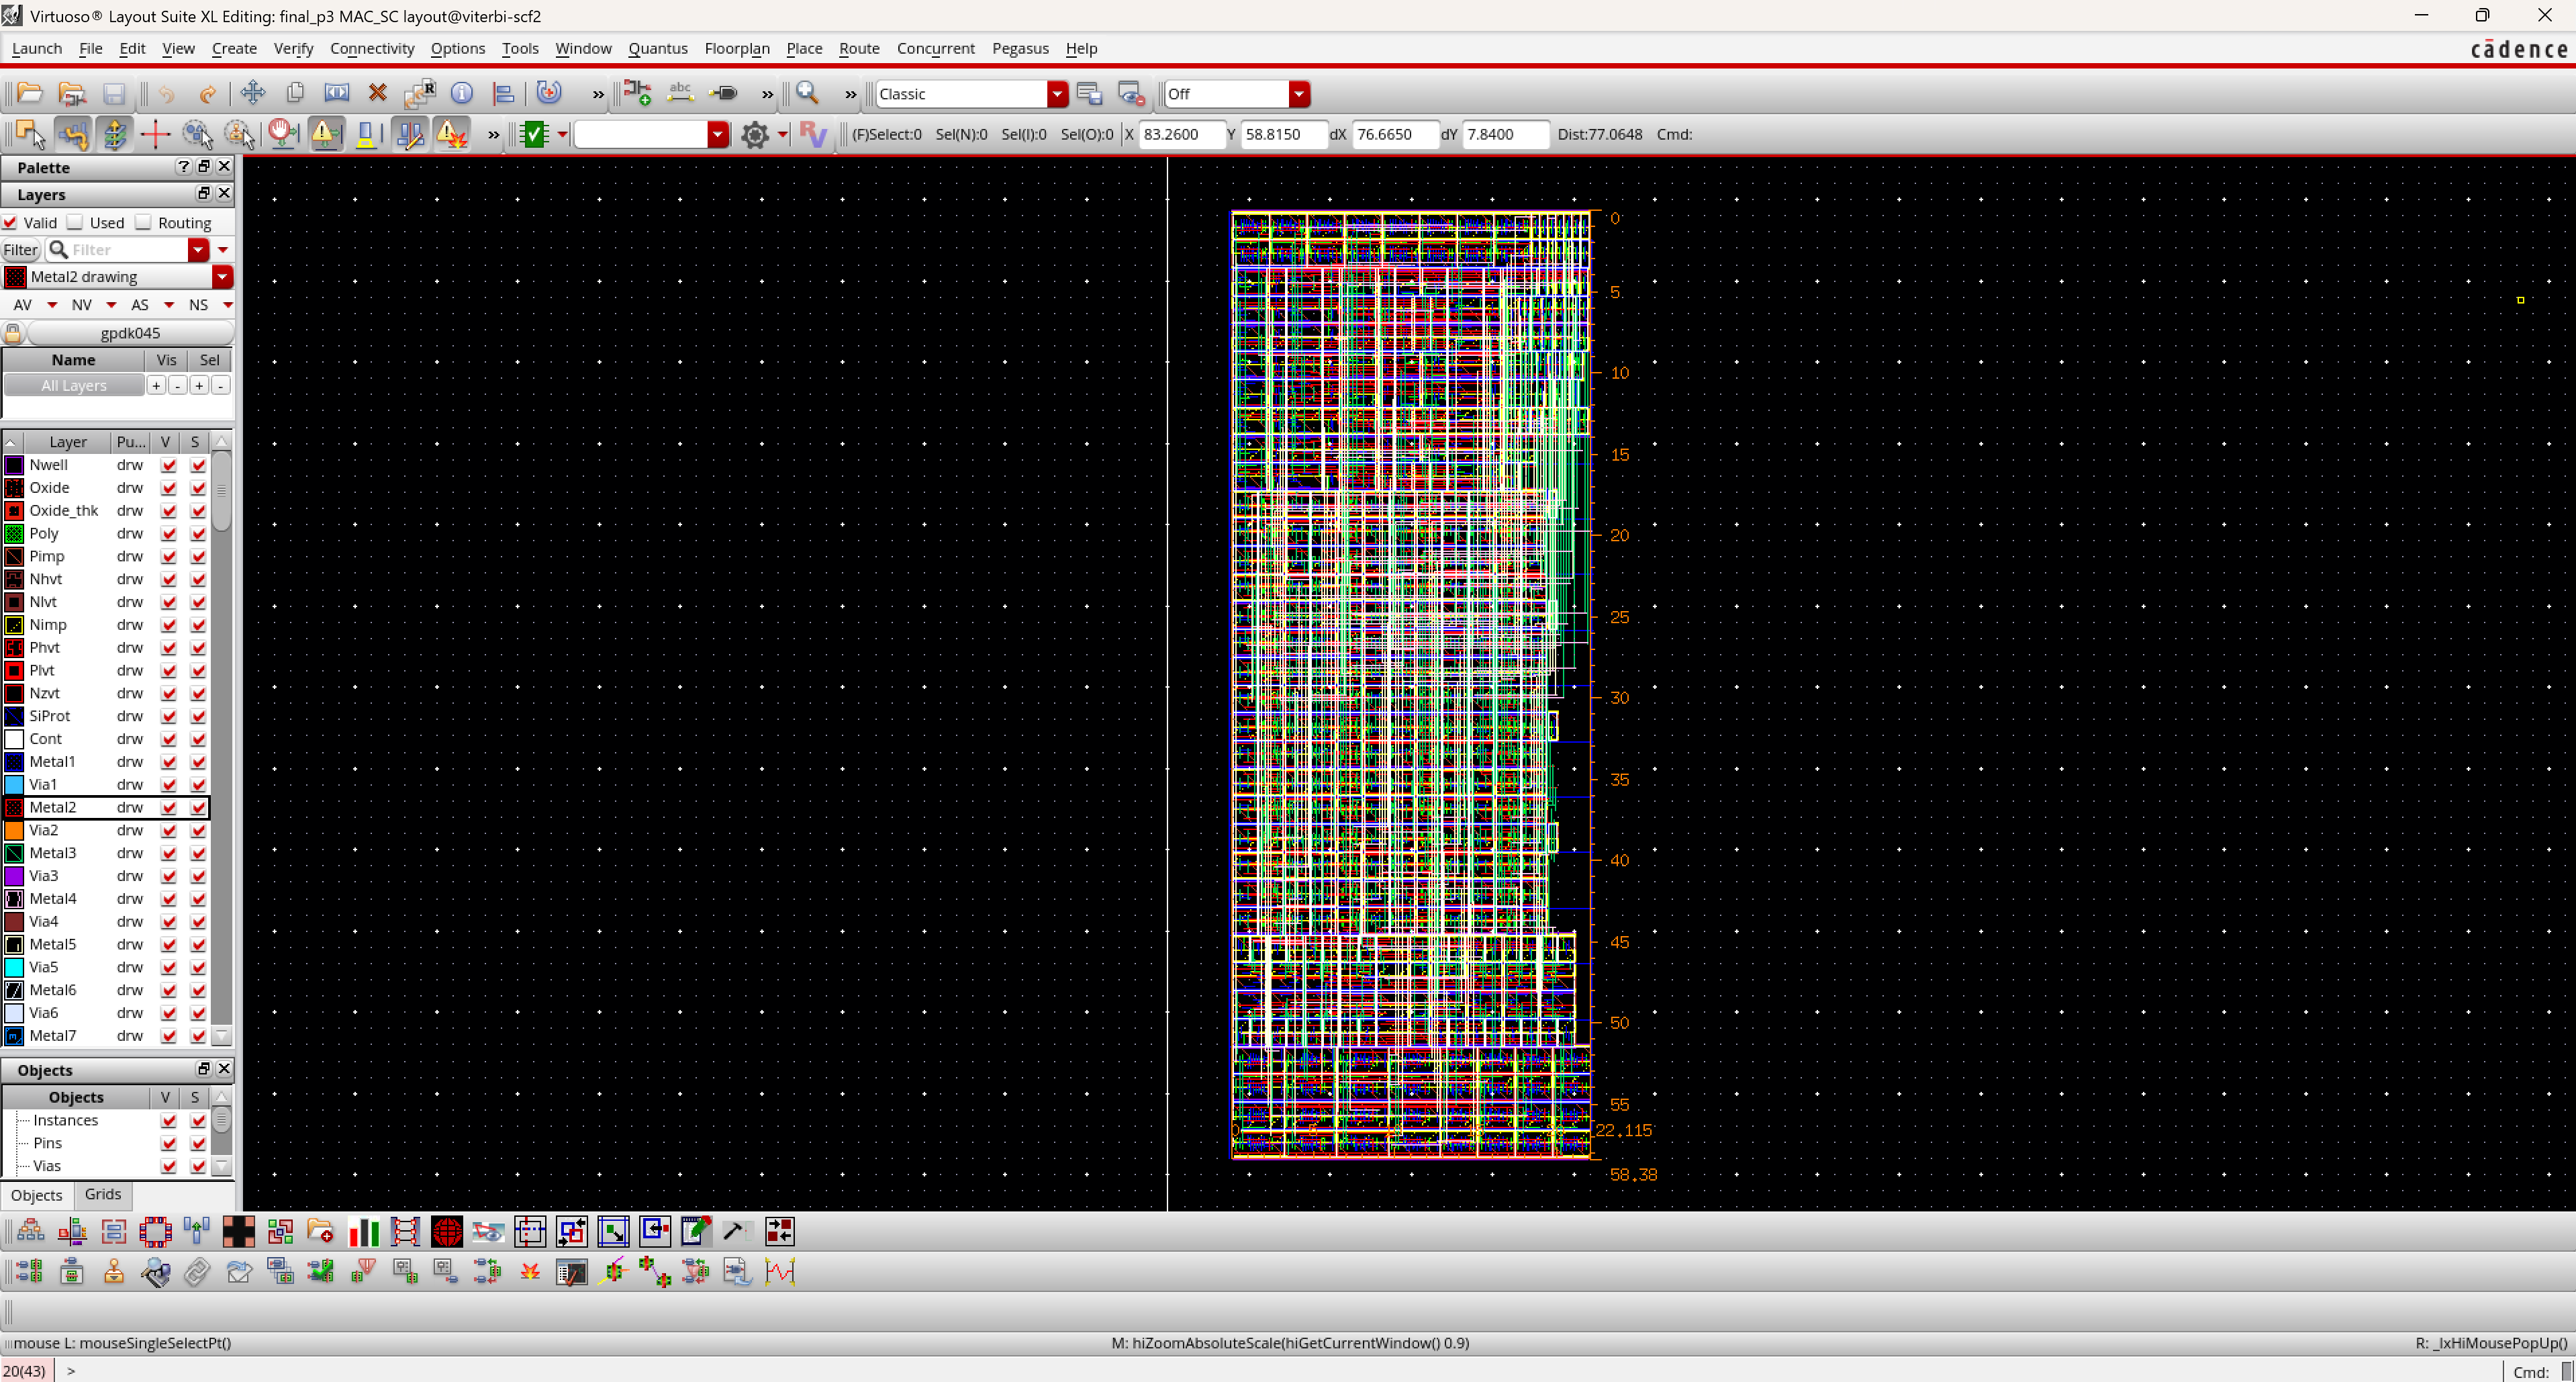 Virtuoso® Layout Suite XL Editing: final_p3 MAC_SC layout@viterbi-scf2
Launch File Edit View Create Verify Connectivity Options Tools Window Quantus Floorplan Place Route Concurrent Pegasus Help
cādence
R » abc » » Classic Off
» (F)Select:0 Sel(N):0 Sel(I):0 Sel(O):0 X 83.2600 Y 58.8150 dX 76.6650 dY 7.8400 Dist:77.0648 Cmd:
Palette
Layers
Valid Used Routing
Filter Filter
Metal2 drawing
AV NV AS NS
gpdk045
Name Vis Sel
All Layers + - + -
Layer Pu... V S
Nwell drw
Oxide drw
Oxide_thk drw
Poly drw
Pimp drw
Nhvt drw
Nlvt drw
Nimp drw
Phvt drw
Plvt drw
Nzvt drw
SiProt drw
Cont drw
Metal1 drw
Via1 drw
Metal2 drw
Via2 drw
Metal3 drw
Via3 drw
Metal4 drw
Via4 drw
Metal5 drw
Via5 drw
Metal6 drw
Via6 drw
Metal7 drw
Objects
Objects V S
Instances
Pins
Vias
Objects Grids
0
5
10
15
20
25
30
35
40
45
50
55
22.115
58.38
mouse L: mouseSingleSelectPt() M: hiZoomAbsoluteScale(hiGetCurrentWindow() 0.9) R: _lxHiMousePopUp()
20(43) > Cmd: